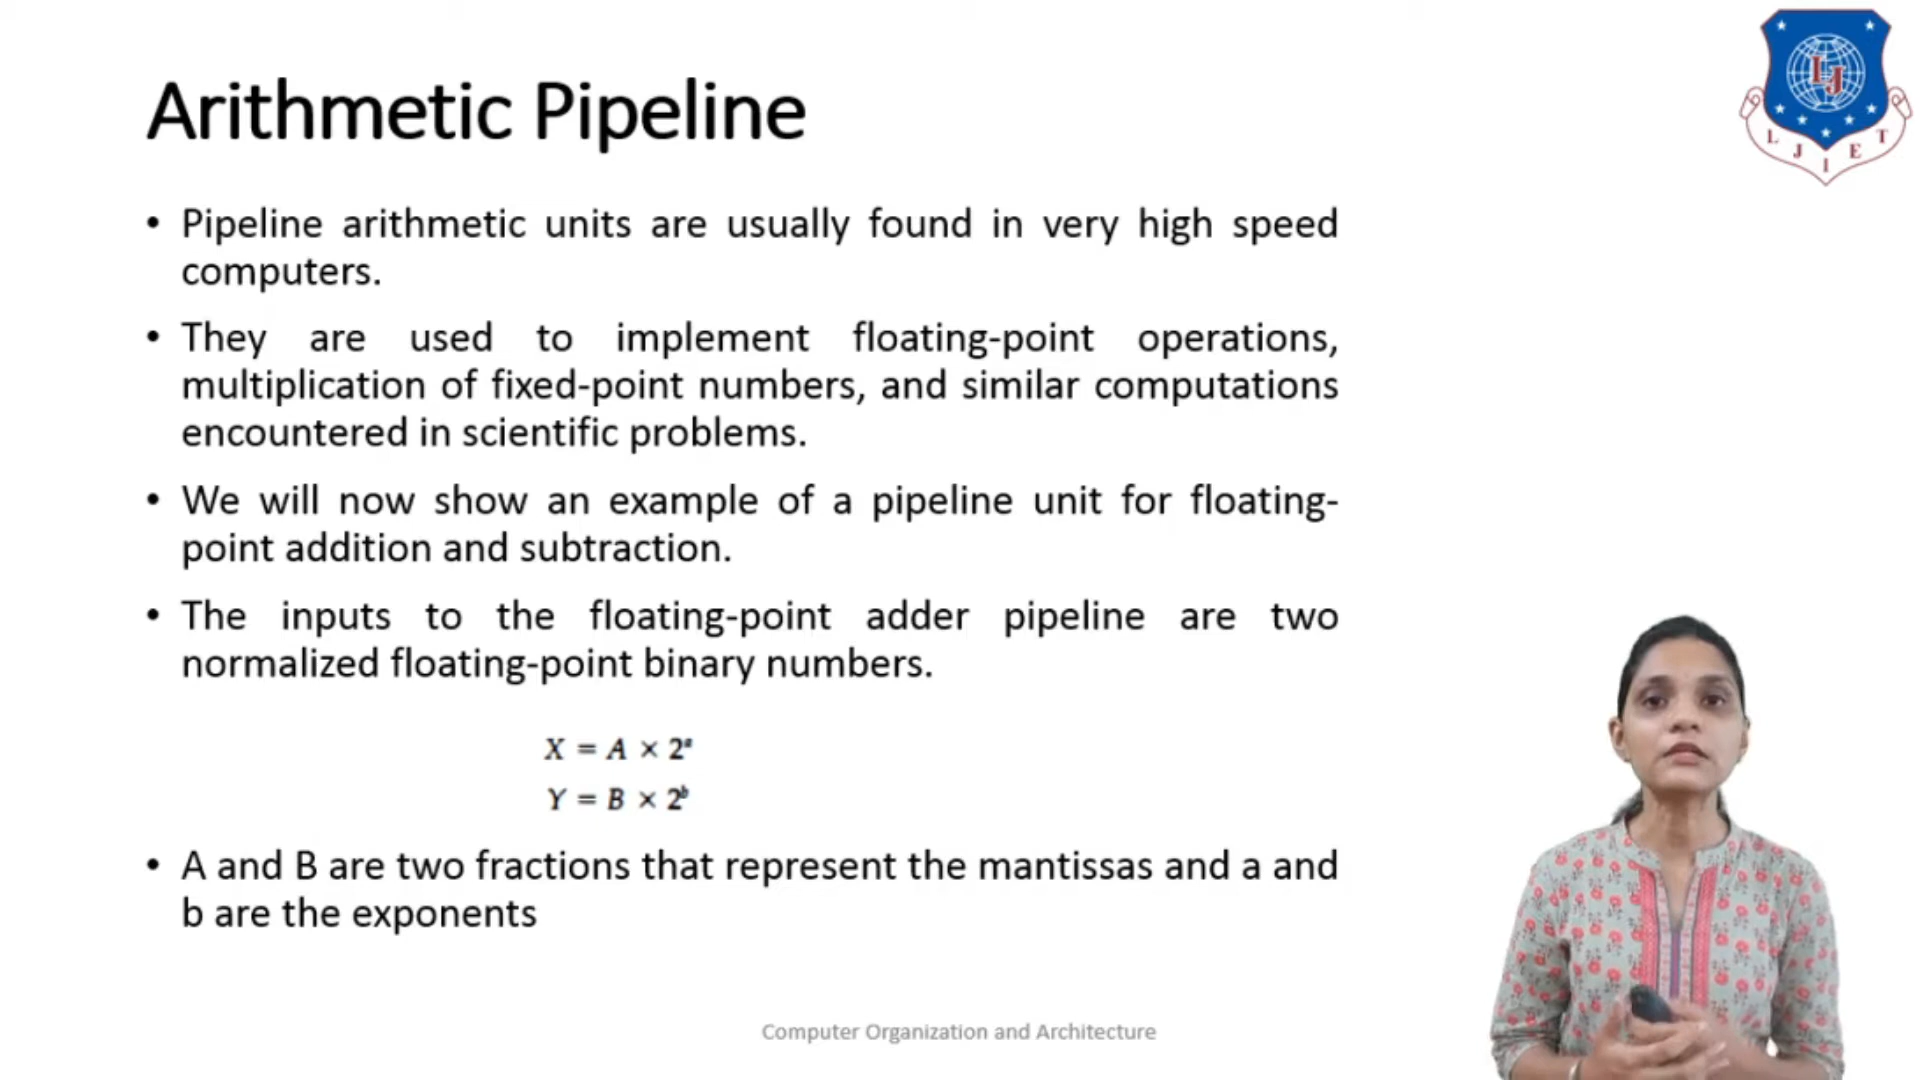 Arithmetic Pipeline
L J I E T
LJ
• Pipeline arithmetic units are usually found in very high speed
computers.
• They are used to implement floating-point operations,
multiplication of fixed-point numbers, and similar computations
encountered in scientific problems.
• We will now show an example of a pipeline unit for floating-
point addition and subtraction.
• The inputs to the floating-point adder pipeline are two
normalized floating-point binary numbers.
X = A × 2ᵃ
Y = B × 2ᵇ
• A and B are two fractions that represent the mantissas and a and
b are the exponents
Computer Organization and Architecture